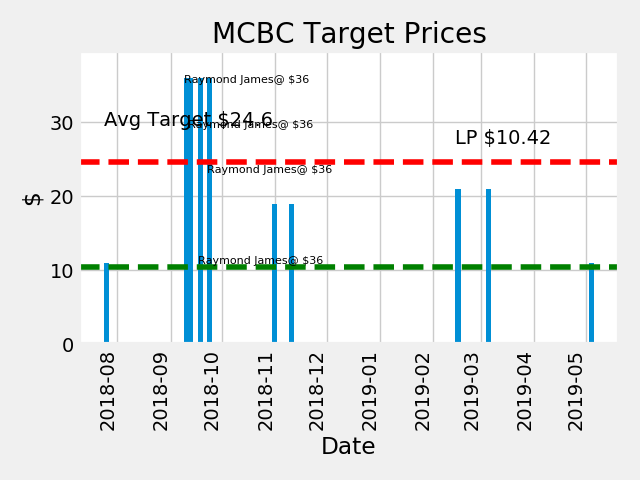 MCBC Target Prices
Raymond James@ $36
Avg Target $24.6
Raymond James@ $36
LP $10.42
Raymond James@ $36
Raymond James@ $36
$
30
20
10
0
2018-08
2018-09
2018-10
2018-11
2018-12
2019-01
2019-02
2019-03
2019-04
2019-05
Date